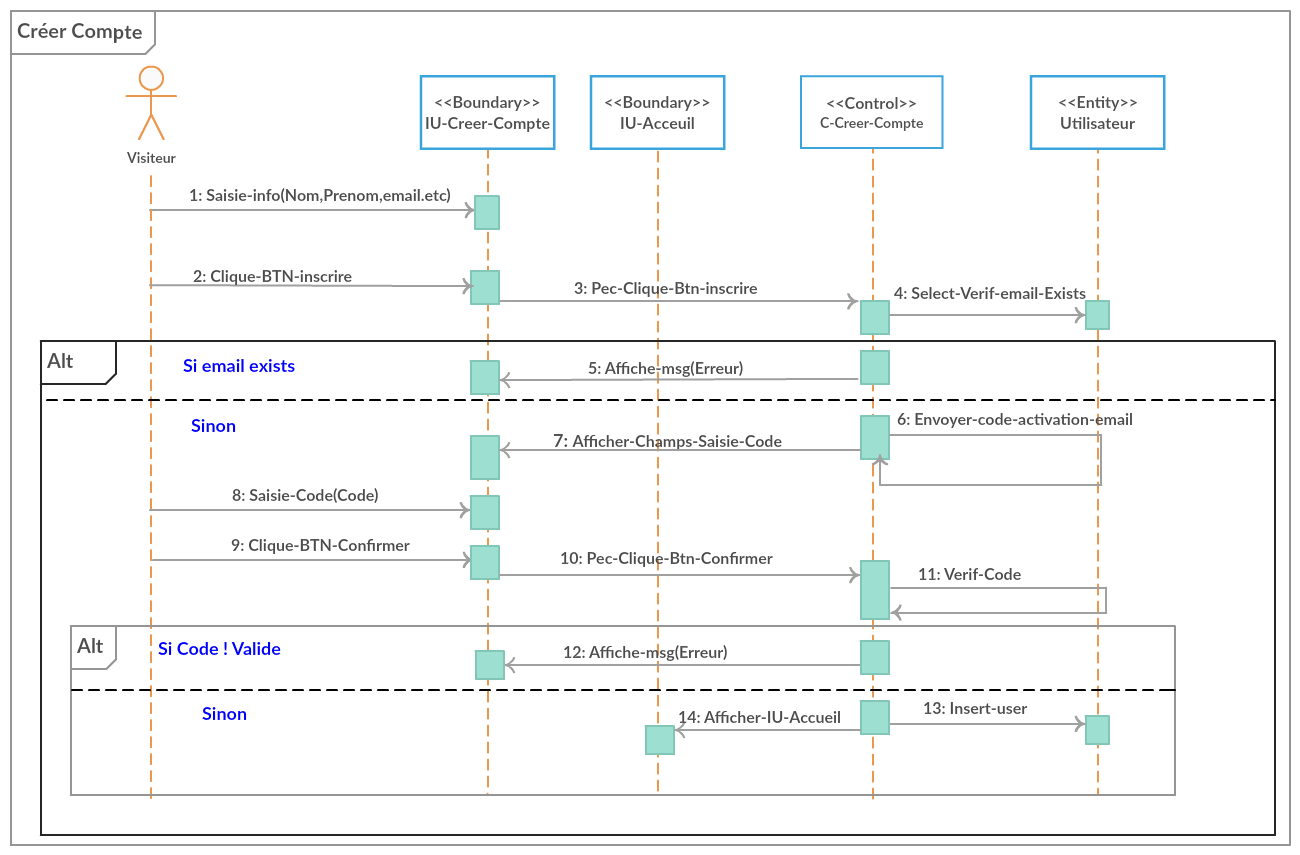 Créer Compte
Visiteur
<<Boundary>>
IU-Creer-Compte
<<Boundary>>
IU-Acceuil
<<Control>>
C-Creer-Compte
<<Entity>>
Utilisateur
1: Saisie-info(Nom,Prenom,email.etc)
2: Clique-BTN-inscrire
3: Pec-Clique-Btn-inscrire
4: Select-Verif-email-Exists
Alt
Si email exists
5: Affiche-msg(Erreur)
Sinon
6: Envoyer-code-activation-email
7: Afficher-Champs-Saisie-Code
8: Saisie-Code(Code)
9: Clique-BTN-Confirmer
10: Pec-Clique-Btn-Confirmer
11: Verif-Code
Alt
Si Code ! Valide
12: Affiche-msg(Erreur)
Sinon
13: Insert-user
14: Afficher-IU-Accueil